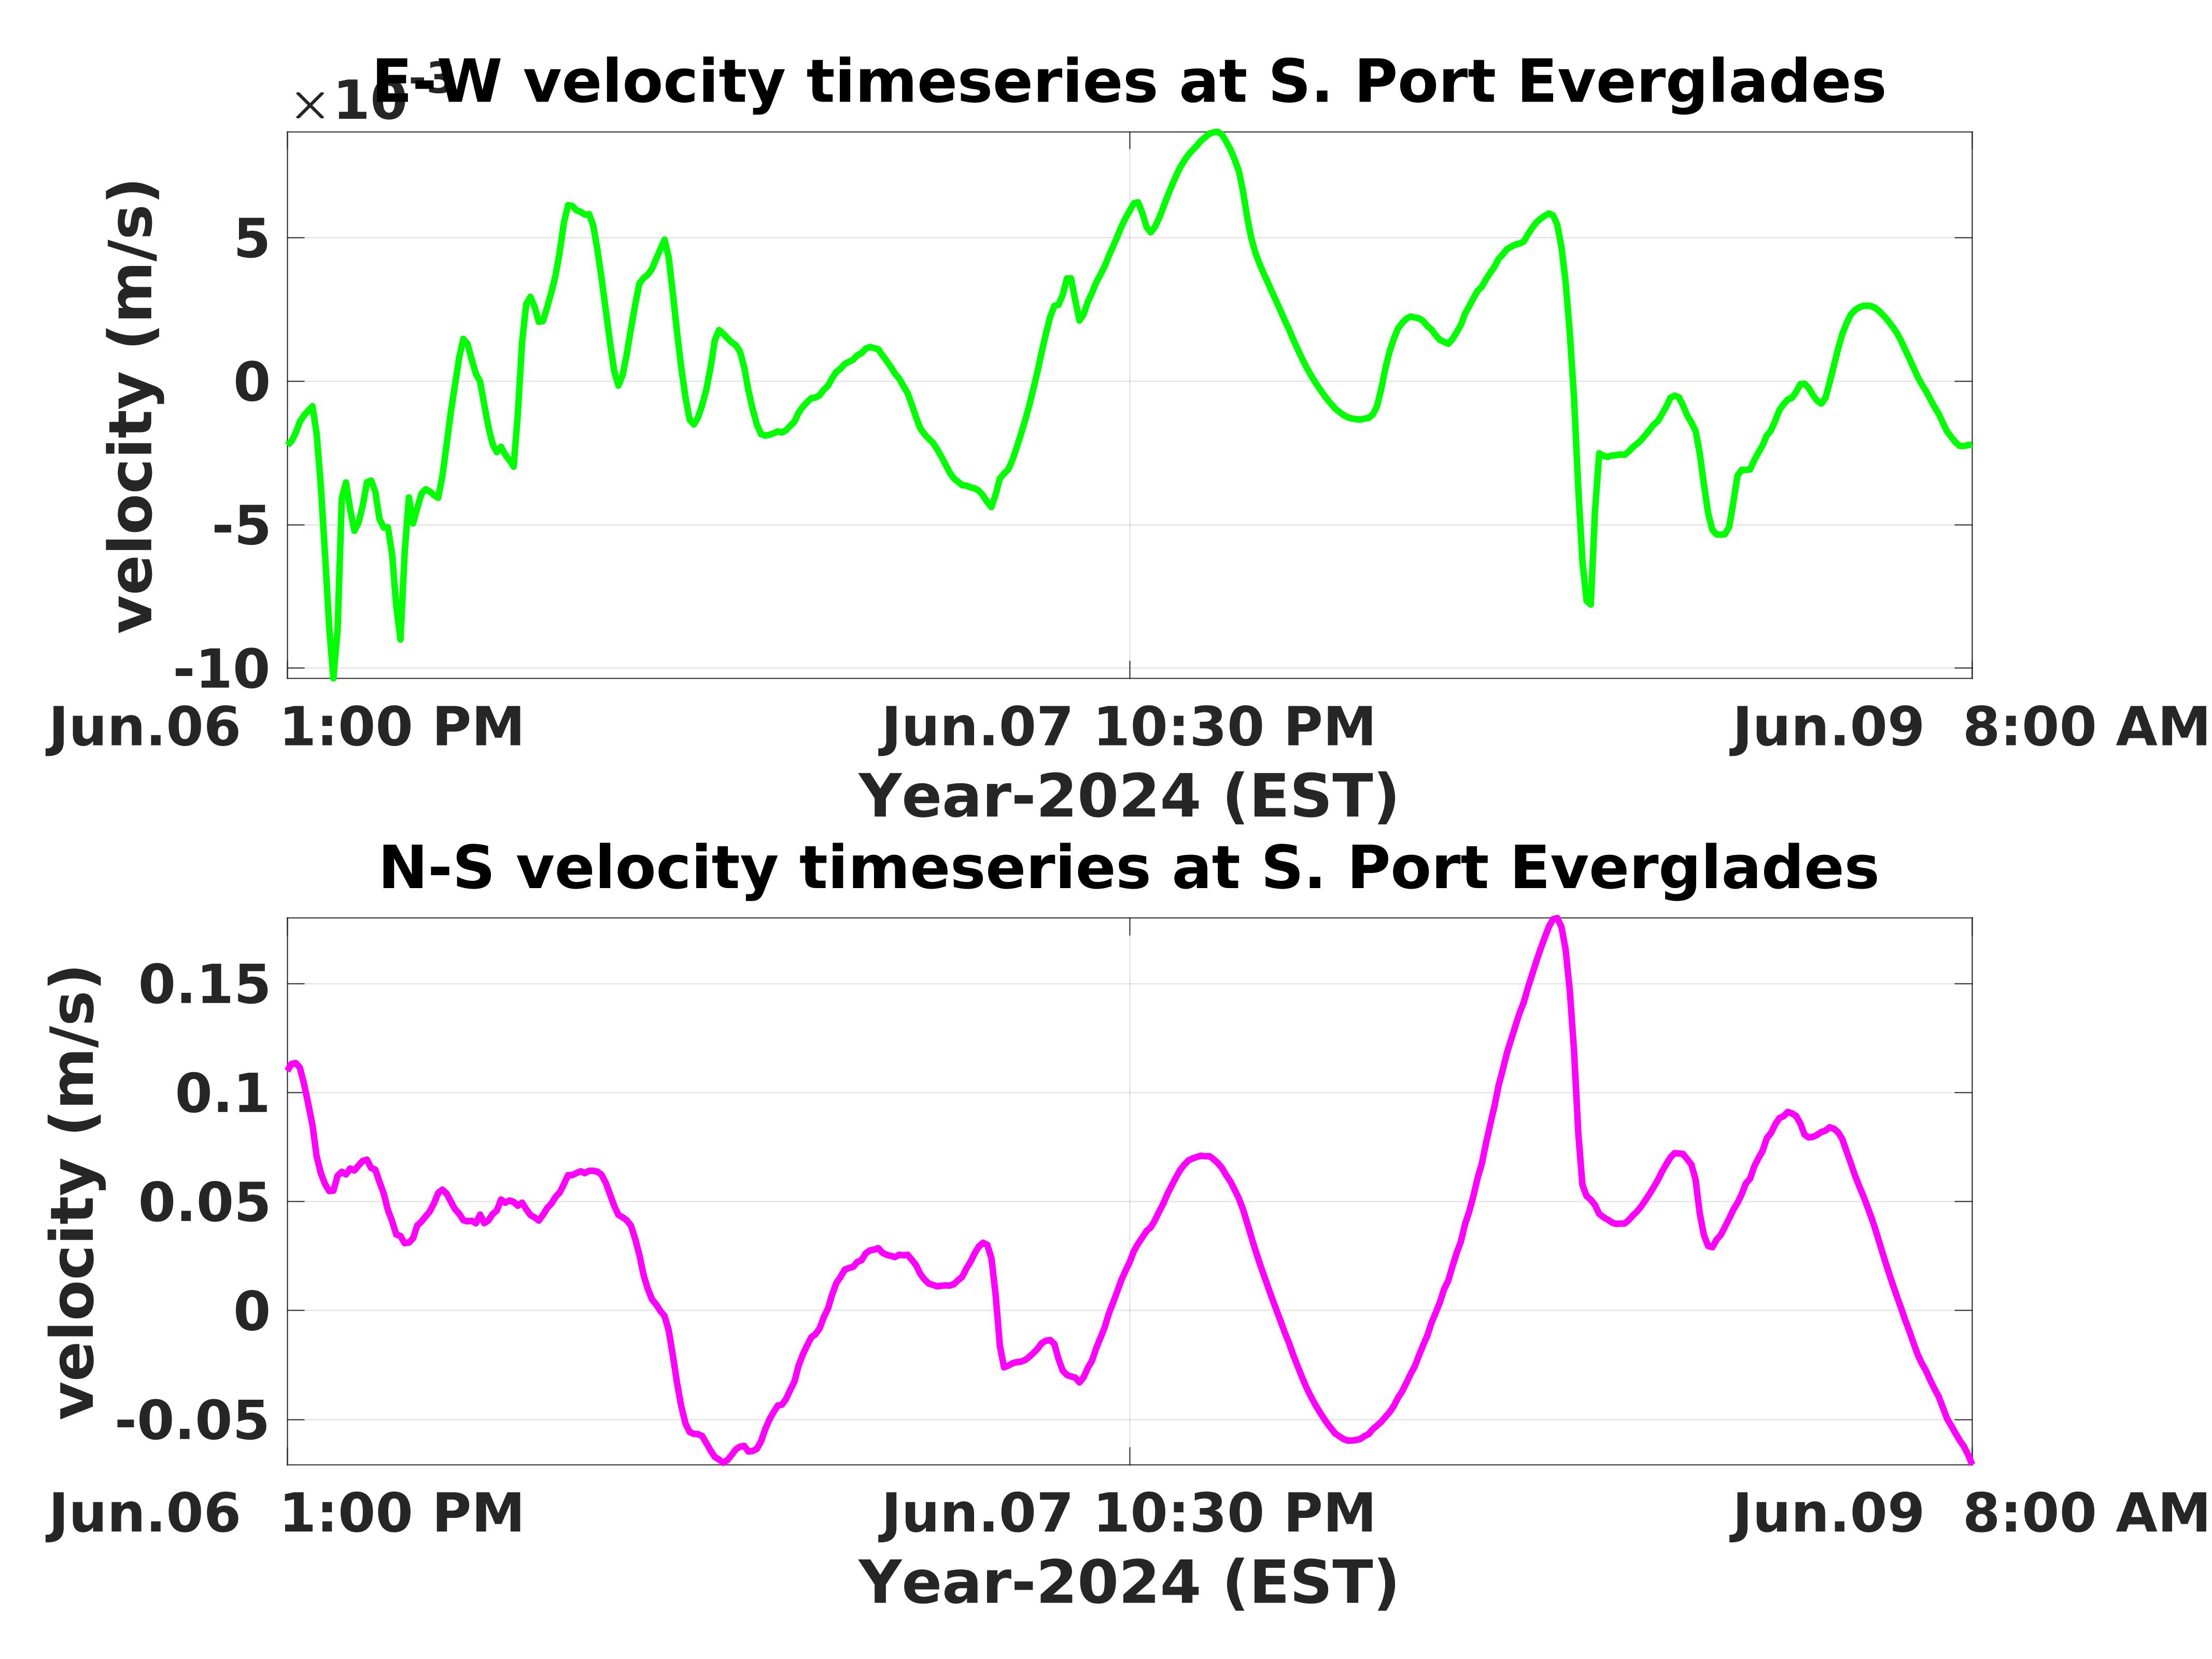 E-W velocity timeseries at S. Port Everglades
×10-3
velocity (m/s)
5
0
-5
-10
Jun.06 1:00 PM Jun.07 10:30 PM Jun.09 8:00 AM
Year-2024 (EST)
N-S velocity timeseries at S. Port Everglades
velocity (m/s)
0.15
0.1
0.05
0
-0.05
Jun.06 1:00 PM Jun.07 10:30 PM Jun.09 8:00 AM
Year-2024 (EST)